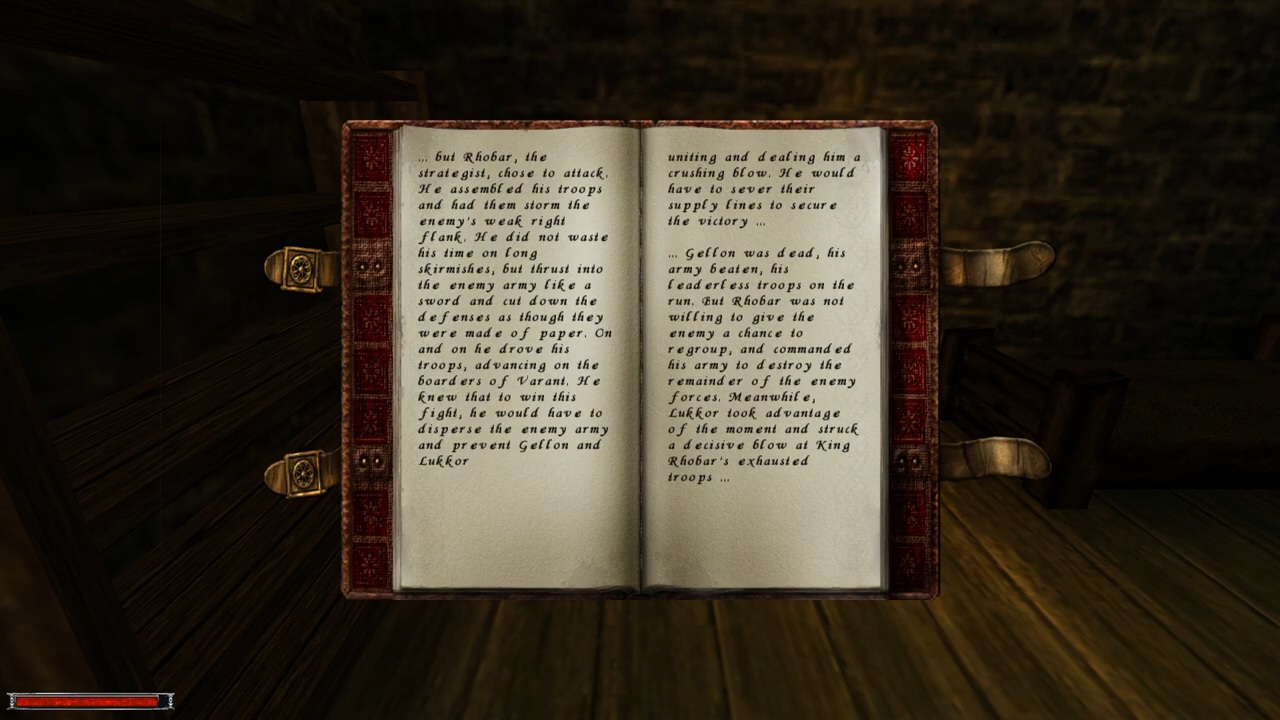 ... but Rhobar, the
strategist, chose to attack.
He assembled his troops
and had them storm the
enemy's weak right
flank. He did not waste
his time on long
skirmishes, but thrust into
the enemy army like a
sword and cut down the
defenses as though they
were made of paper. On
and on he drove his
troops, advancing on the
boarders of Varant. He
knew that to win this
fight, he would have to
disperse the enemy army
and prevent Gellon and
Lukkor
uniting and dealing him a
crushing blow. He would
have to sever their
supply lines to secure
the victory ...
... Gellon was dead, his
army beaten, his
leaderless troops on the
run. But Rhobar was not
willing to give the
enemy a chance to
regroup, and commanded
his army to destroy the
remainder of the enemy
forces. Meanwhile,
Lukkor took advantage
of the moment and struck
a decisive blow at King
Rhobar's exhausted
troops ...